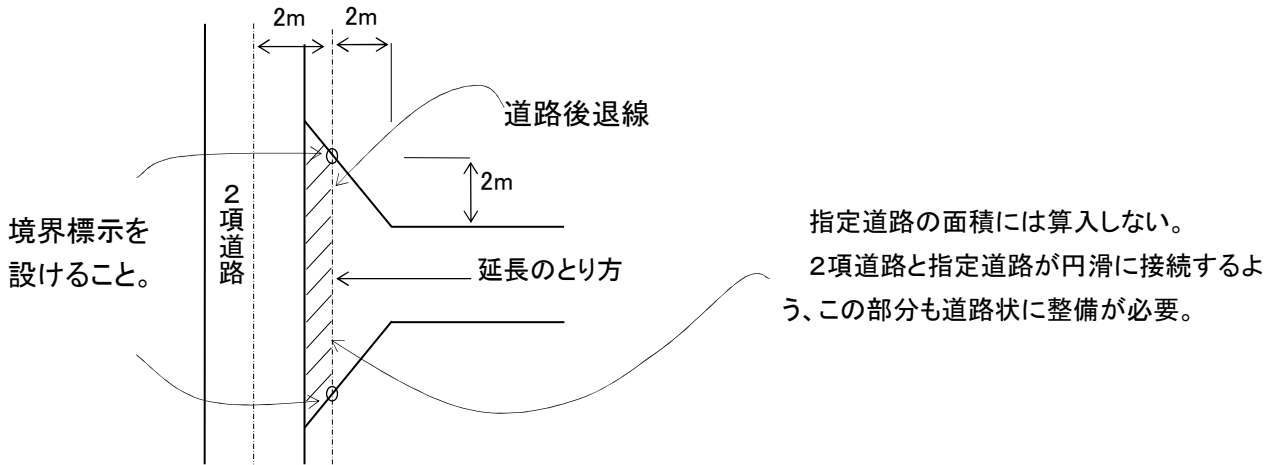 2m
2m
道路後退線
2m
2項道路
境界標示を
設けること。
延長のとり方
指定道路の面積には算入しない。
2項道路と指定道路が円滑に接続するよ
う、この部分も道路状に整備が必要。